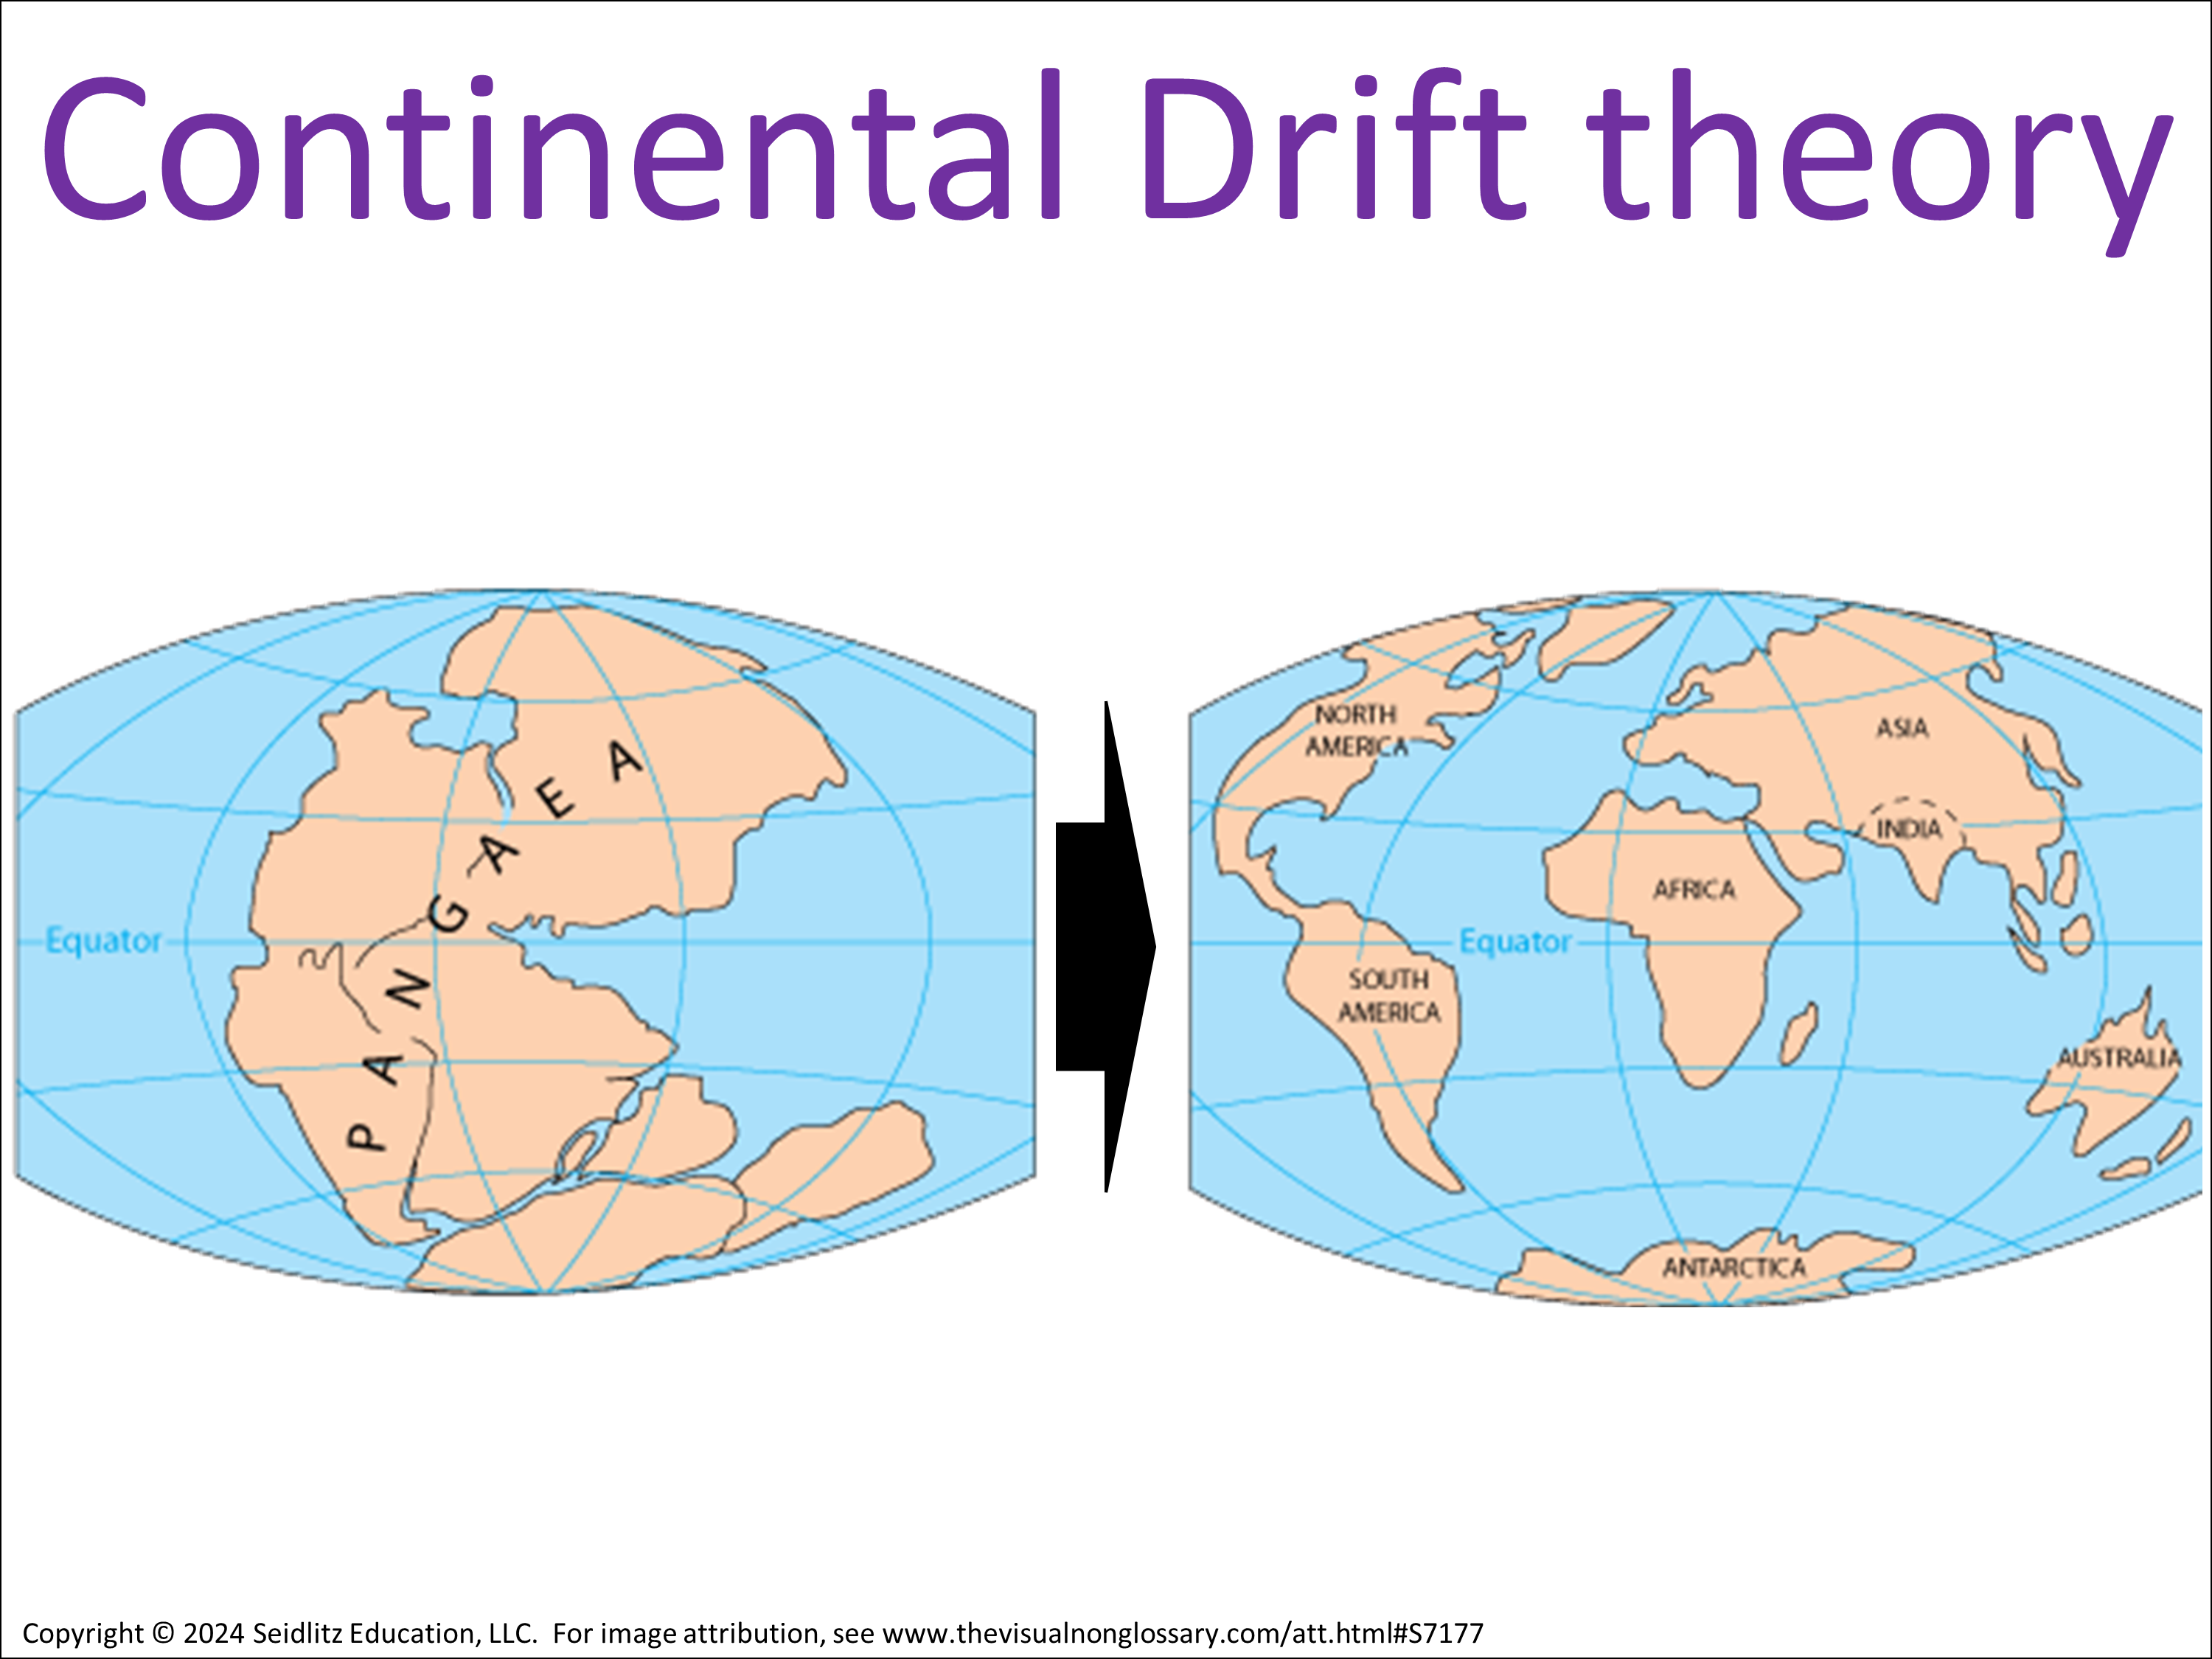 Continental Drift theory
PANGAEA
Equator
NORTH
AMERICA
ASIA
INDIA
AFRICA
Equator
SOUTH
AMERICA
AUSTRALIA
ANTARCTICA
Copyright © 2024 Seidlitz Education, LLC.  For image attribution, see www.thevisualnonglossary.com/att.html#S7177